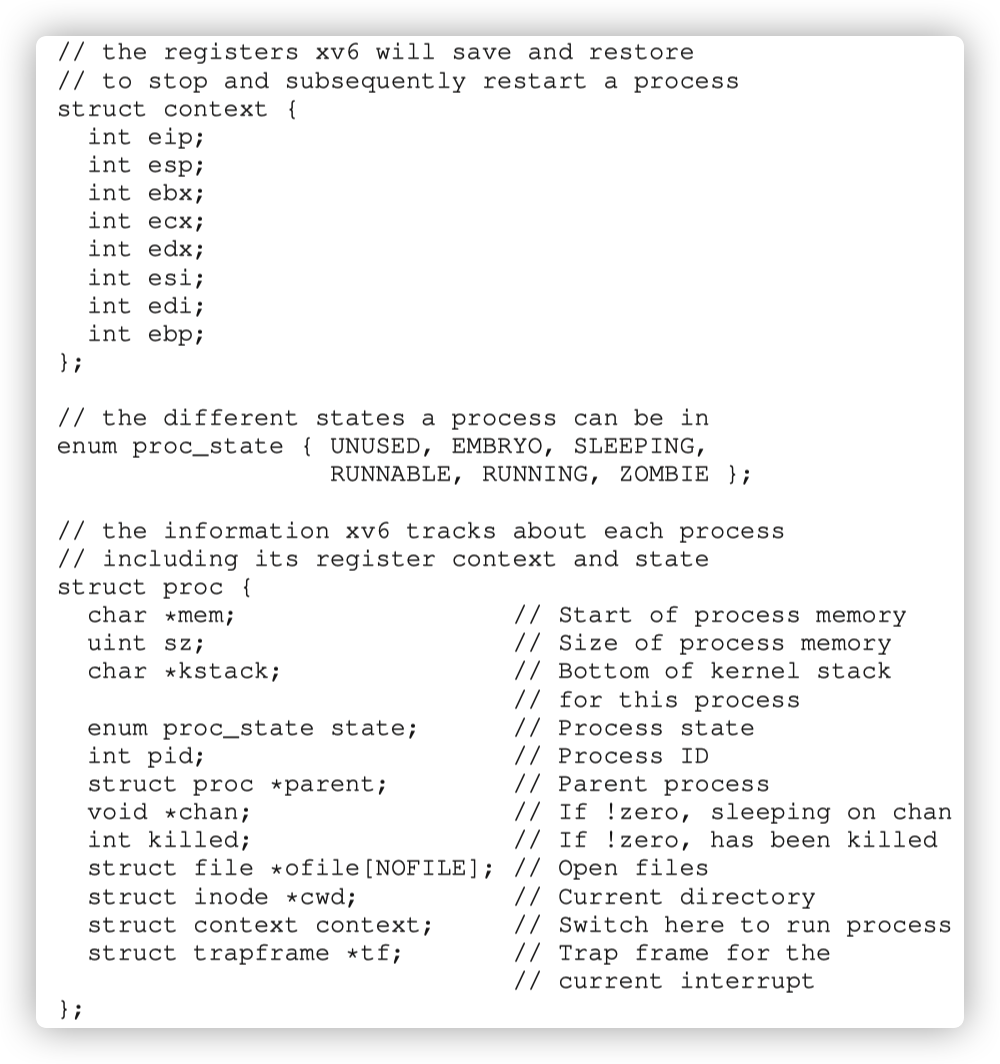 // the registers xv6 will save and restore
// to stop and subsequently restart a process
struct context {
  int eip;
  int esp;
  int ebx;
  int ecx;
  int edx;
  int esi;
  int edi;
  int ebp;
};

// the different states a process can be in
enum proc_state { UNUSED, EMBRYO, SLEEPING,
                  RUNNABLE, RUNNING, ZOMBIE };

// the information xv6 tracks about each process
// including its register context and state
struct proc {
  char *mem;                  // Start of process memory
  uint sz;                    // Size of process memory
  char *kstack;               // Bottom of kernel stack
                              // for this process
  enum proc_state state;      // Process state
  int pid;                    // Process ID
  struct proc *parent;        // Parent process
  void *chan;                 // If !zero, sleeping on chan
  int killed;                 // If !zero, has been killed
  struct file *ofile[NOFILE]; // Open files
  struct inode *cwd;          // Current directory
  struct context context;     // Switch here to run process
  struct trapframe *tf;       // Trap frame for the
                              // current interrupt
};